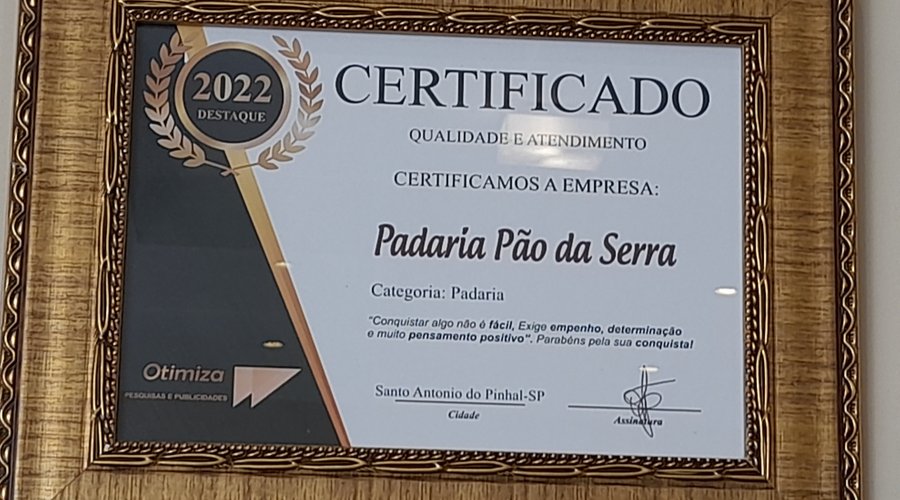 2022
DESTAQUE
CERTIFICADO
QUALIDADE E ATENDIMENTO
CERTIFICAMOS A EMPRESA:
Padaria Pão da Serra
Categoria: Padaria
"Conquistar algo não é fácil, Exige empenho, determinação
e muito pensamento positivo". Parabéns pela sua conquista!
Otimiza
PESQUISAS E PUBLICIDADES
Santo Antonio do Pinhal-SP
Cidade
Assinatura